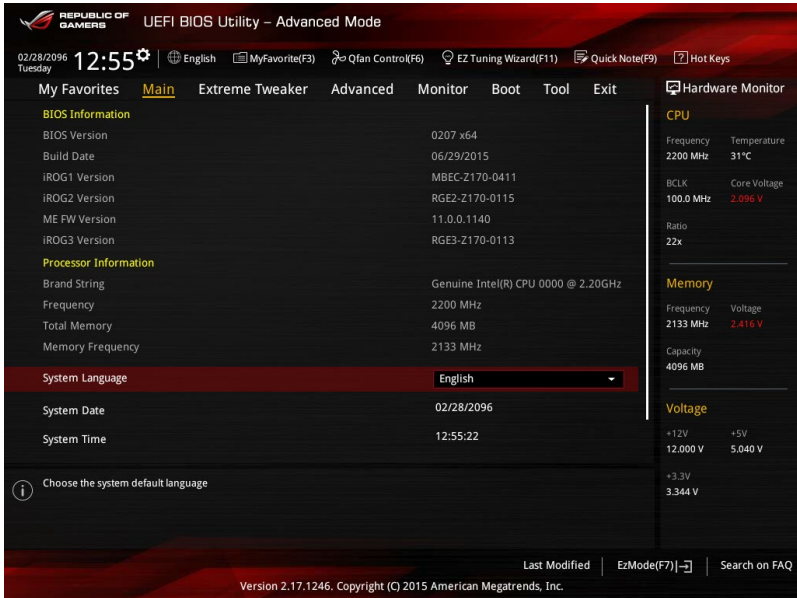 REPUBLIC OF
GAMERS
UEFI BIOS Utility – Advanced Mode
02/28/2096
Tuesday
12:55
English
MyFavorite(F3)
Qfan Control(F6)
EZ Tuning Wizard(F11)
Quick Note(F9)
? Hot Keys
My Favorites Main Extreme Tweaker Advanced Monitor Boot Tool Exit
BIOS Information
BIOS Version 0207 x64
Build Date 06/29/2015
iROG1 Version MBEC-Z170-0411
iROG2 Version RGE2-Z170-0115
ME FW Version 11.0.0.1140
iROG3 Version RGE3-Z170-0113
Processor Information
Brand String Genuine Intel(R) CPU 0000 @ 2.20GHz
Frequency 2200 MHz
Total Memory 4096 MB
Memory Frequency 2133 MHz
System Language English
System Date 02/28/2096
System Time 12:55:22
i Choose the system default language
Hardware Monitor
CPU
Frequency Temperature
2200 MHz 31°C
BCLK Core Voltage
100.0 MHz 2.096 V
Ratio
22x
Memory
Frequency Voltage
2133 MHz 2.416 V
Capacity
4096 MB
Voltage
+12V +5V
12.000 V 5.040 V
+3.3V
3.344 V
Last Modified EzMode(F7) Search on FAQ
Version 2.17.1246. Copyright (C) 2015 American Megatrends, Inc.